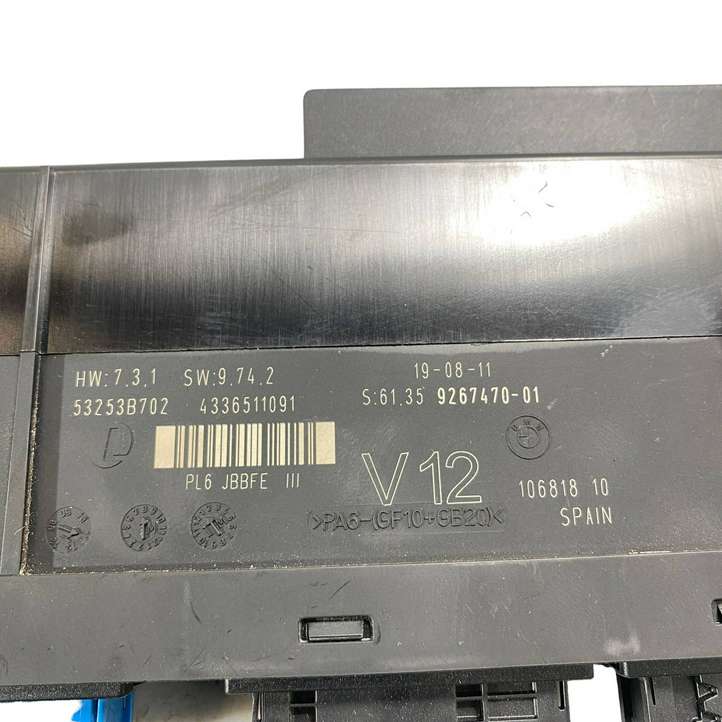 HW:7.3.1 SW:9.74.2 19-08-11
53253B702 4336511091 S:61.35 9267470-01
PL6 JBBFE III
V12
106818 10
>PA6-(GF10+GB20)<
SPAIN